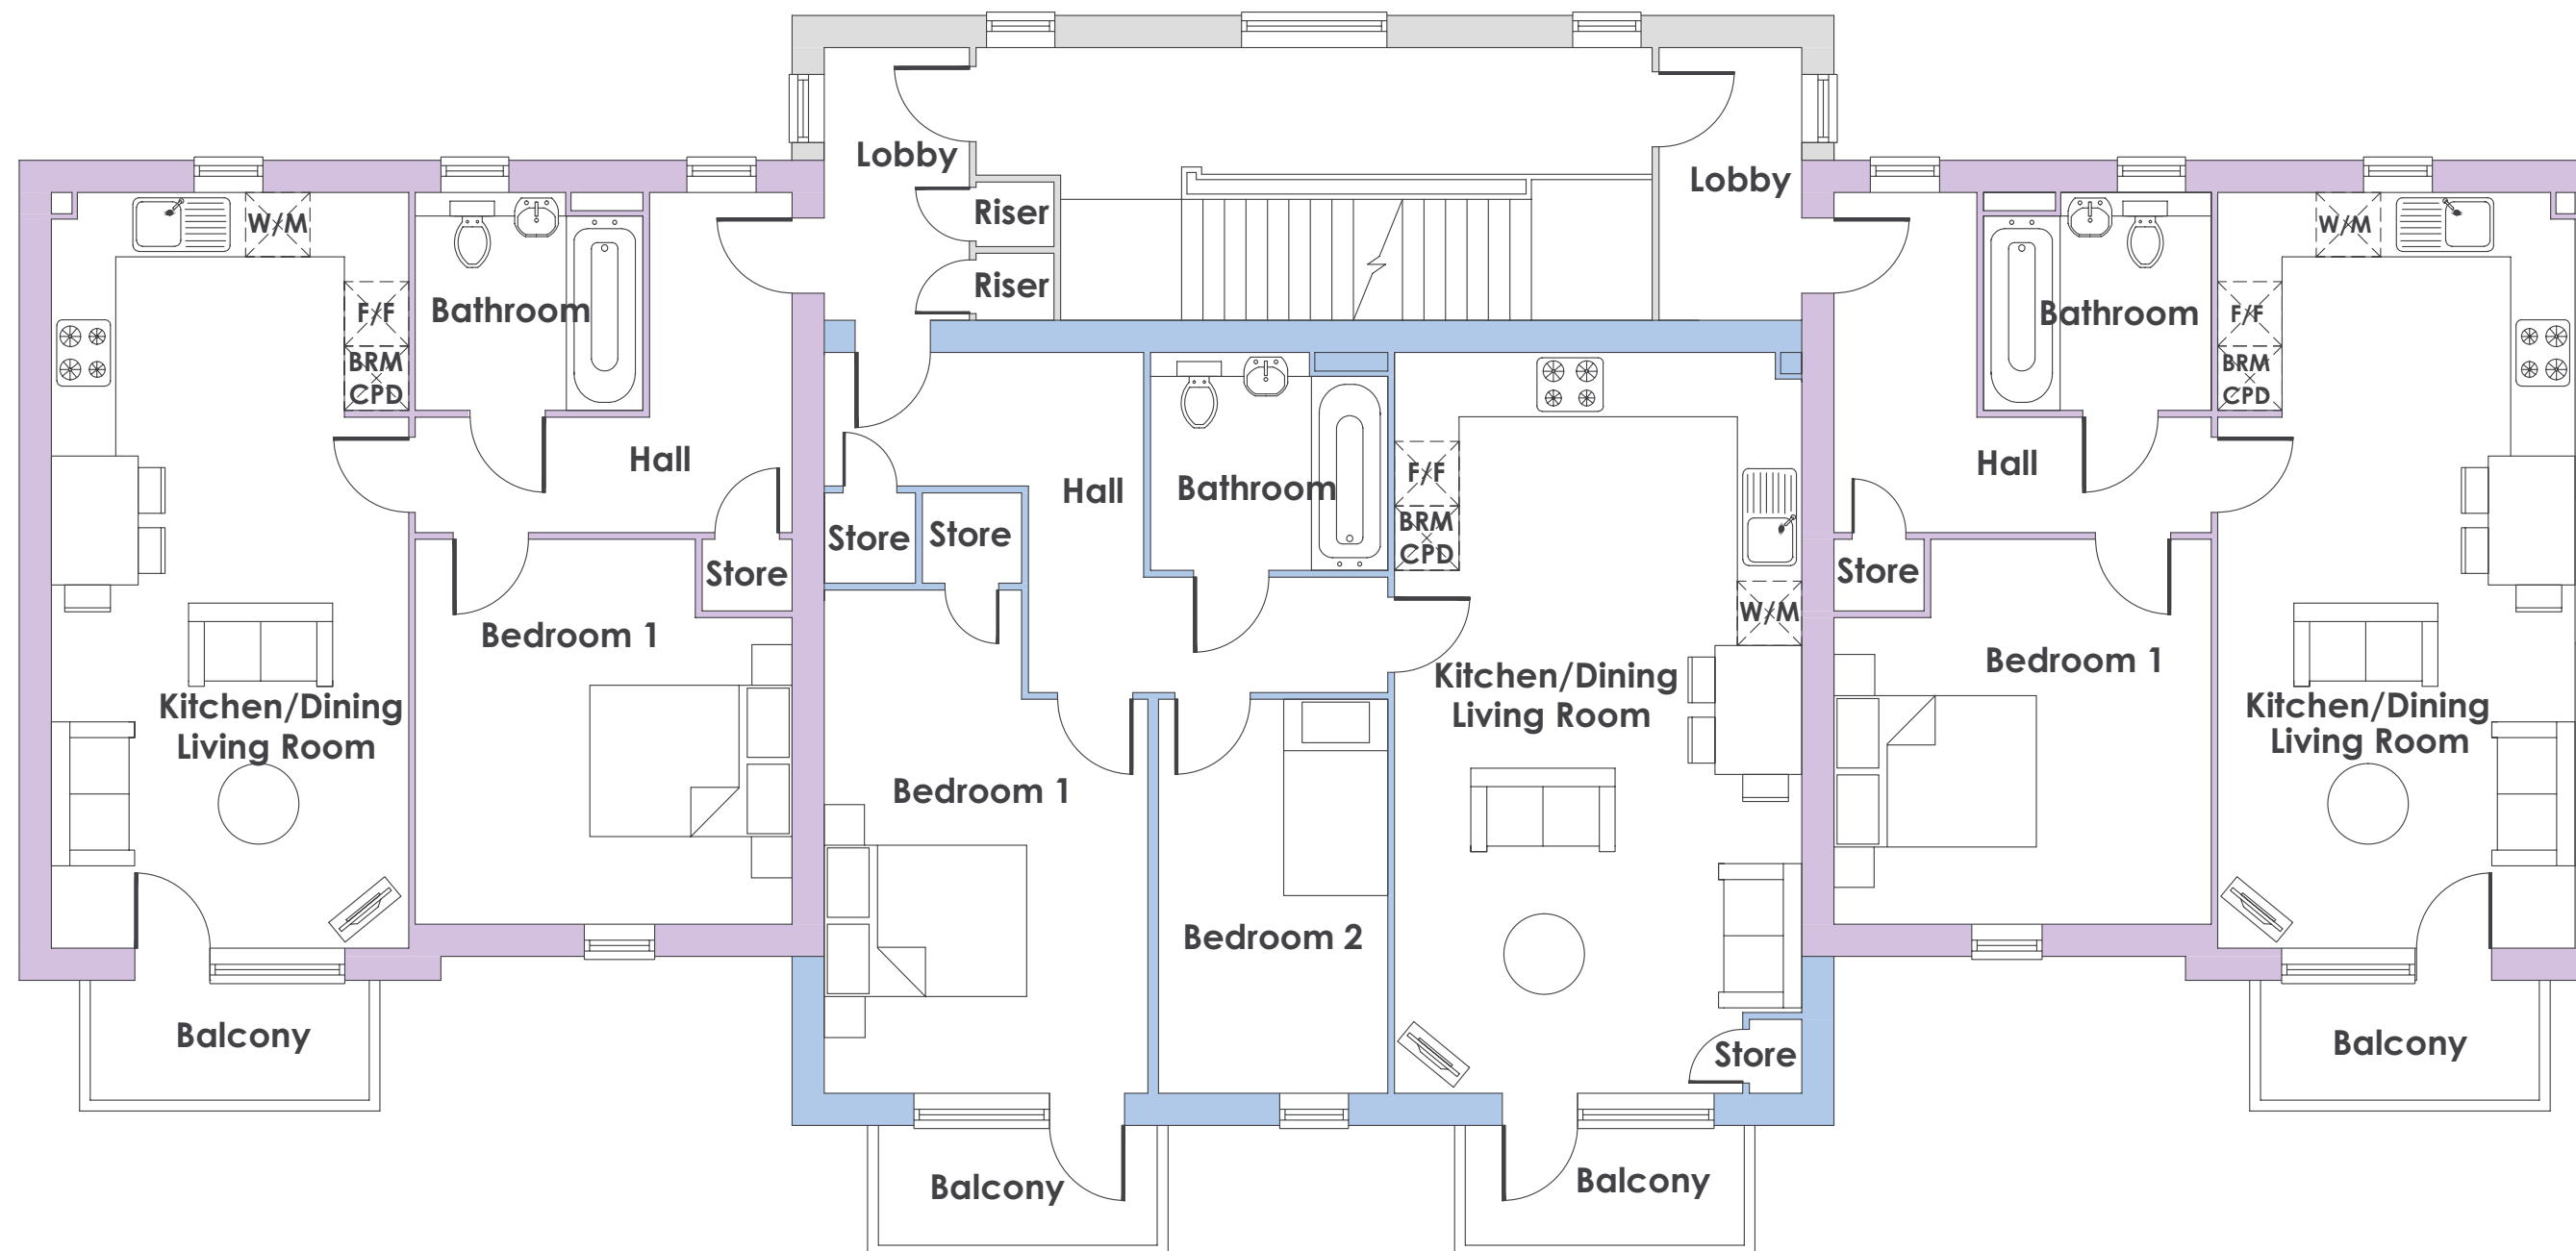 Lobby
Lobby
Riser
Riser
W/M
F/F
BRM
CPD
Bathroom
Hall
Store
Bedroom 1
Kitchen/Dining
Living Room
Balcony
Store
Store
Hall
Bathroom
F/F
BRM
CPD
W/M
Kitchen/Dining
Living Room
Bedroom 1
Bedroom 2
Store
Balcony
Balcony
W/M
F/F
BRM
CPD
Bathroom
Hall
Store
Bedroom 1
Kitchen/Dining
Living Room
Balcony